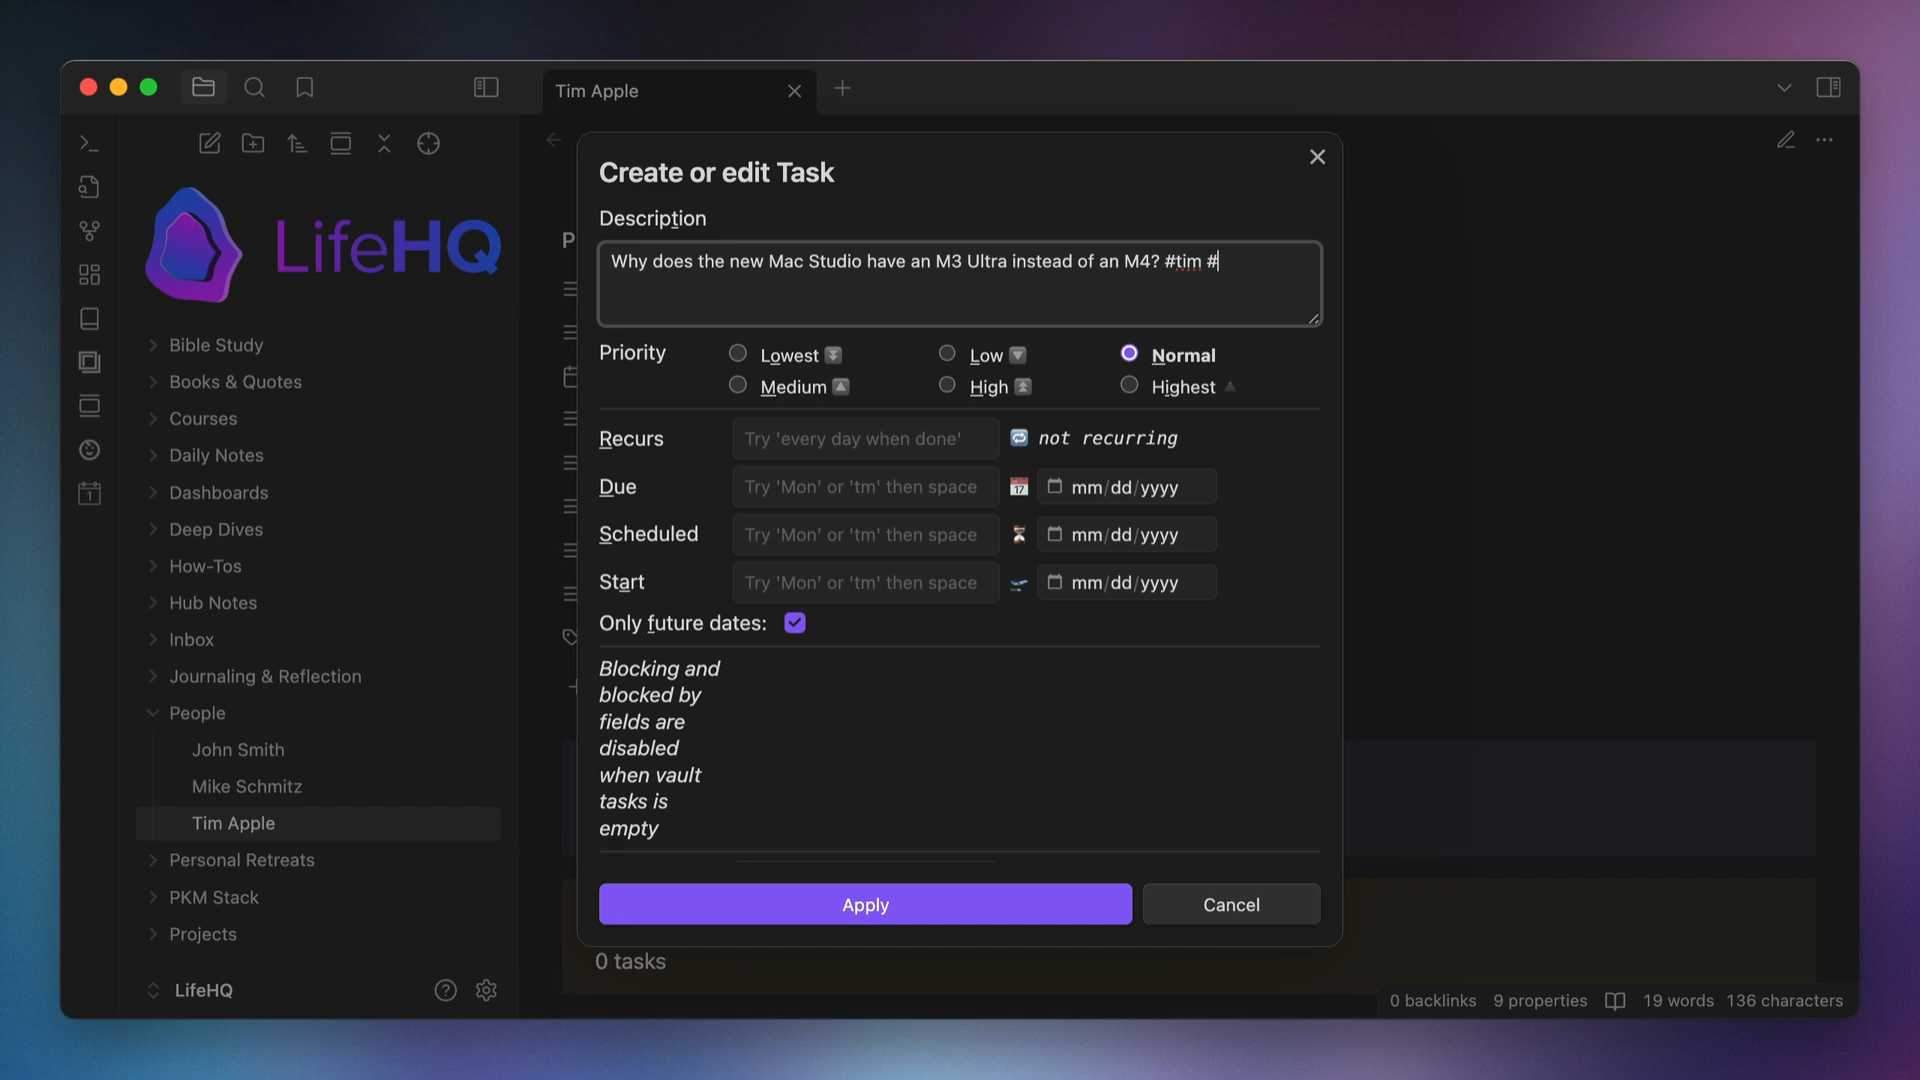 Tim Apple
LifeHQ
Bible Study
Books & Quotes
Courses
Daily Notes
Dashboards
Deep Dives
How-Tos
Hub Notes
Inbox
Journaling & Reflection
People
John Smith
Mike Schmitz
Tim Apple
Personal Retreats
PKM Stack
Projects
LifeHQ
P
Create or edit Task
Description
Why does the new Mac Studio have an M3 Ultra instead of an M4? #tim #
Priority
Lowest
Low
Normal
Medium
High
Highest
Recurs Try 'every day when done' not recurring
Due Try 'Mon' or 'tm' then space 17 mm/dd/yyyy
Scheduled Try 'Mon' or 'tm' then space mm/dd/yyyy
Start Try 'Mon' or 'tm' then space mm/dd/yyyy
Only future dates:
Blocking and
blocked by
fields are
disabled
when vault
tasks is
empty
Apply
Cancel
0 tasks
0 backlinks 9 properties 19 words 136 characters
1